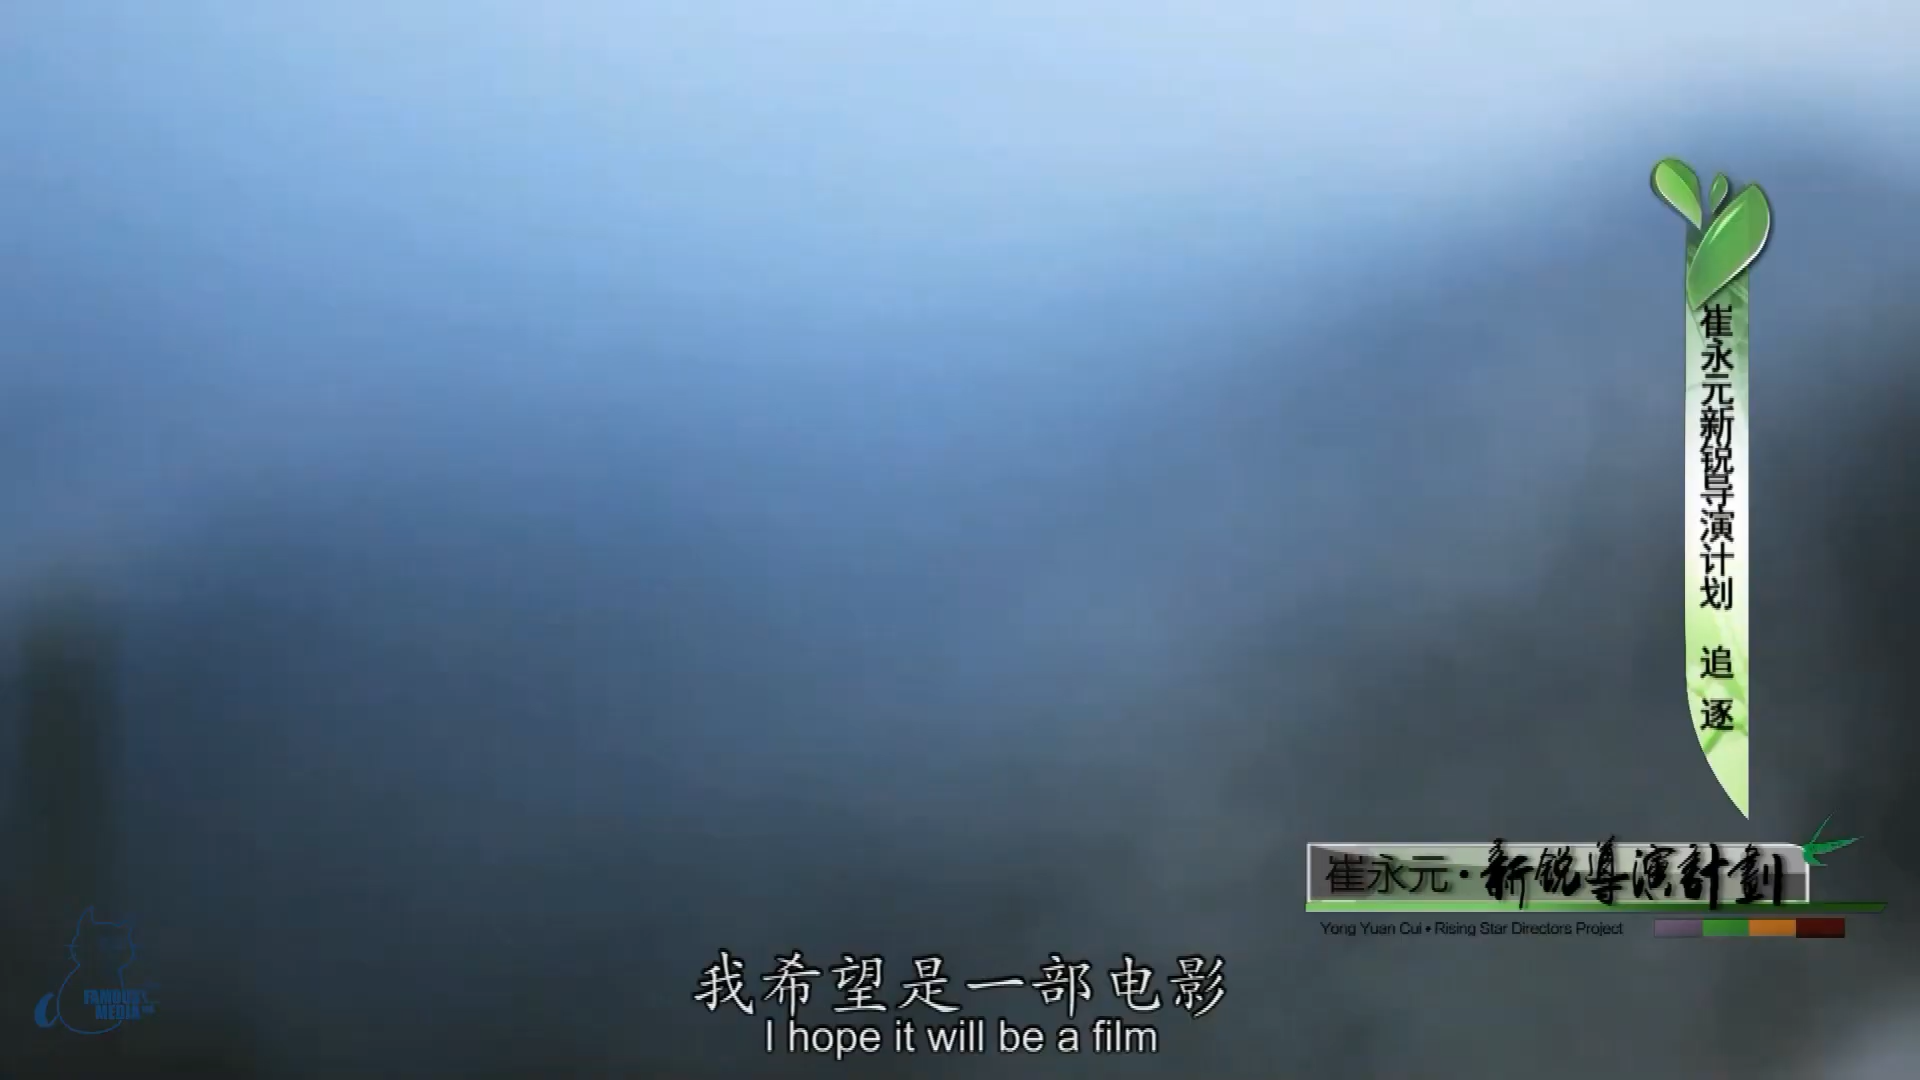 崔永元新锐导演计划 追逐
崔永元·新锐導演計劃
Yong Yuan Cui • Rising Star Directors Project
FAMOUS
MEDIA
我希望是一部电影
I hope it will be a film